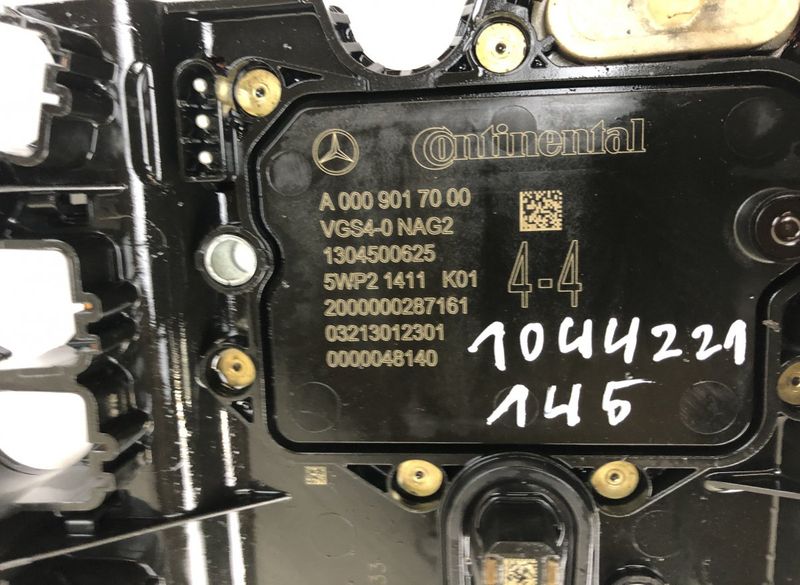 Continental
A 000 901 70 00
VGS4-0 NAG2
1304500625
5WP2 1411 K01
4-4
2000000287161
03213012301
0000048140
1044221
145
33